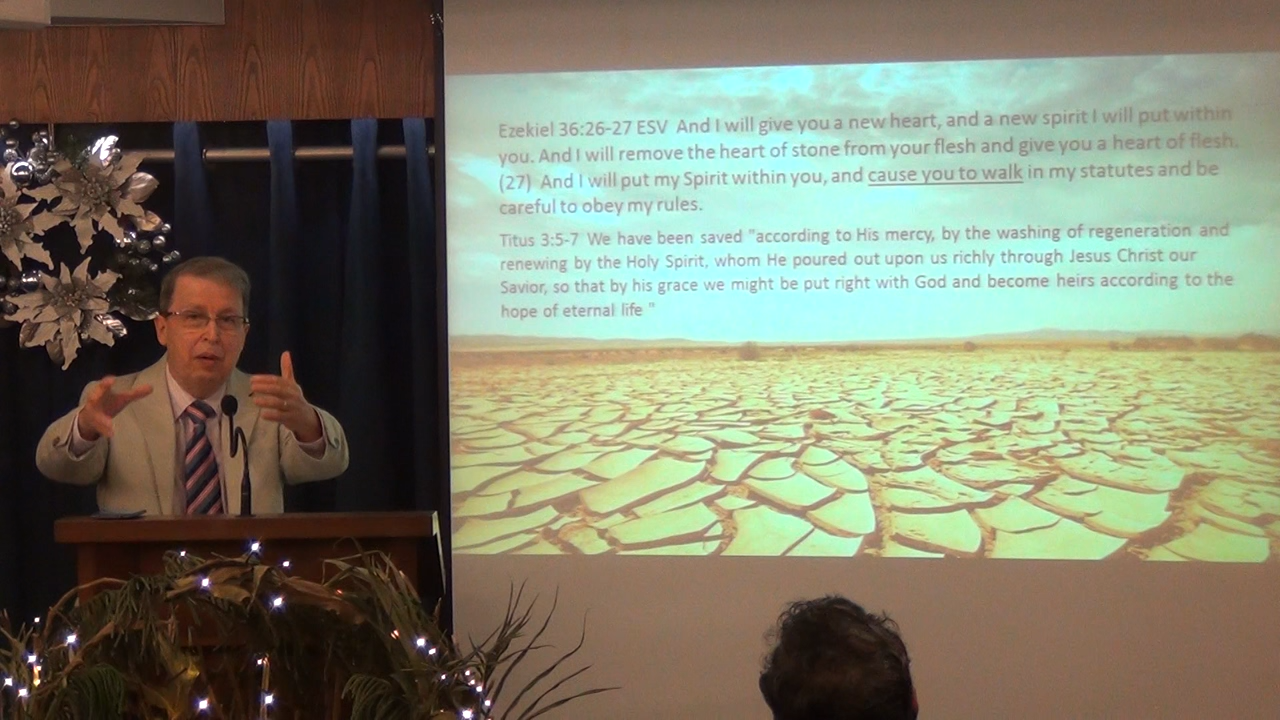 Ezekiel 36:26-27 ESV And I will give you a new heart, and a new spirit I will put within
you. And I will remove the heart of stone from your flesh and give you a heart of flesh.
(27) And I will put my Spirit within you, and cause you to walk in my statutes and be
careful to obey my rules.
Titus 3:5-7 We have been saved "according to His mercy, by the washing of regeneration and
renewing by the Holy Spirit, whom He poured out upon us richly through Jesus Christ our
Savior, so that by his grace we might be put right with God and become heirs according to the
hope of eternal life "